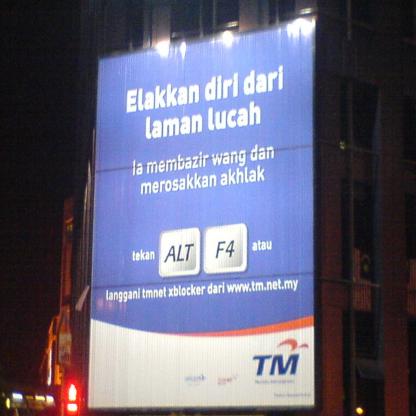 Elakkan diri dari
laman lucah
Ia membazir wang dan
merosakkan akhlak
tekan ALT F4 atau
langgani tmnet xblocker dari www.tm.net.my
TM